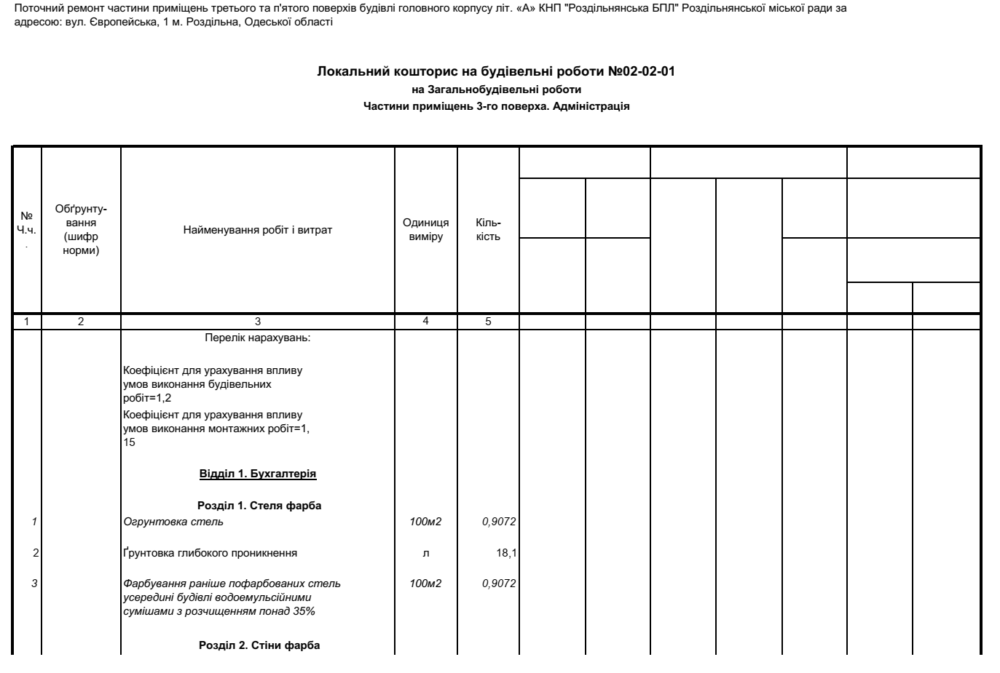 Поточний ремонт частини приміщень третього та п'ятого поверхів будівлі головного корпусу літ. «А» КНП "Роздільнянська БПЛ" Роздільнянської міської ради за
адресою: вул. Європейська, 1 м. Роздільна, Одеської області
Локальний кошторис на будівельні роботи №02-02-01
на Загальнобудівельні роботи
Частини приміщень 3-го поверха. Адміністрація
№
Ч.ч.
.
Обґрунту-
вання
(шифр
норми)
Найменування робіт і витрат
Одиниця
виміру
Кіль-
кість
1 2 3 4 5
Перелік нарахувань:
Коефіцієнт для урахування впливу
умов виконання будівельних
робіт=1,2
Коефіцієнт для урахування впливу
умов виконання монтажних робіт=1,
15
Відділ 1. Бухгалтерія
Розділ 1. Стеля фарба
1 Огрунтовка стель 100м2 0,9072
2 Ґрунтовка глибокого проникнення л 18,1
3 Фарбування раніше пофарбованих стель 100м2 0,9072
усередині будівлі водоемульсійними
сумішами з розчищенням понад 35%
Розділ 2. Стіни фарба